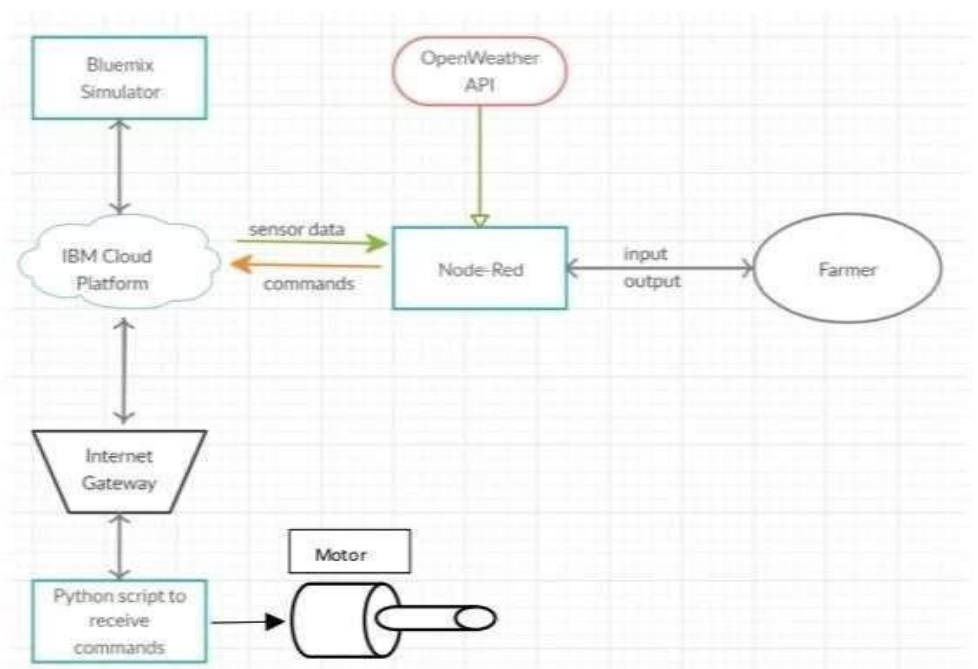 Bluemix
Simulator
OpenWeather
API
IBM Cloud
Platform
sensor data
commands
Node-Red
input
output
Farmer
Internet
Gateway
Motor
Python script to
receive
commands